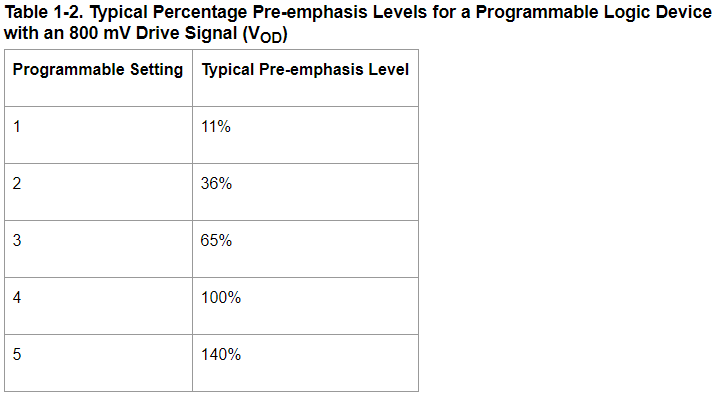 Table 1-2. Typical Percentage Pre-emphasis Levels for a Programmable Logic Device
with an 800 mV Drive Signal (VOD)
Programmable Setting Typical Pre-emphasis Level
1 11%
2 36%
3 65%
4 100%
5 140%